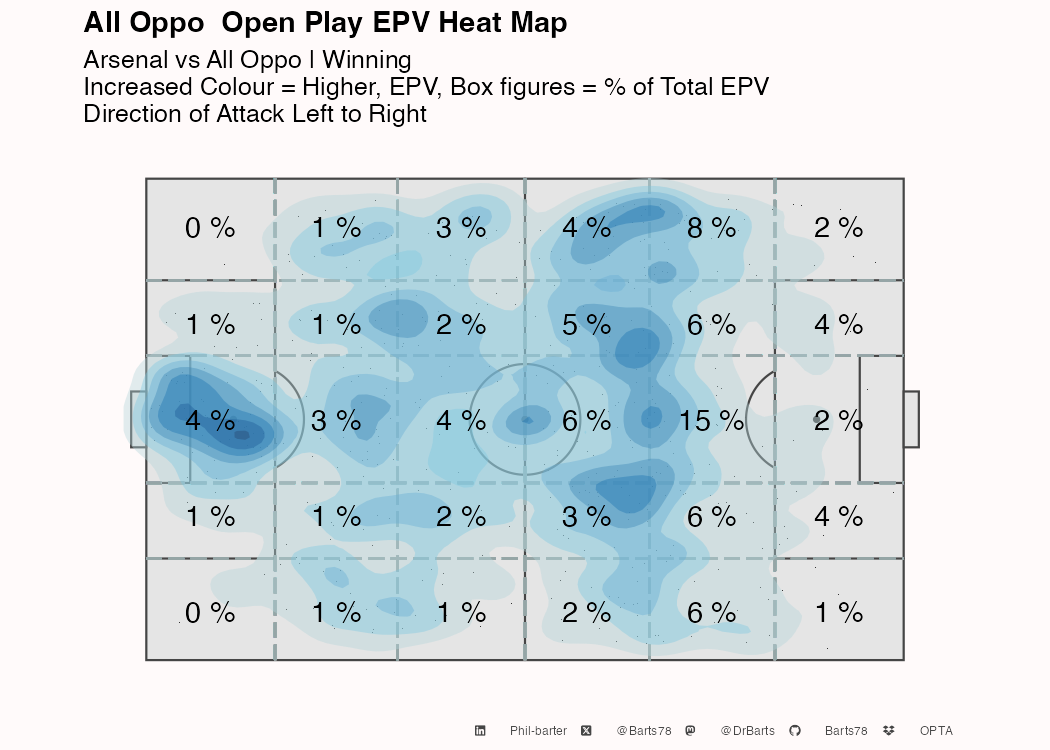 All Oppo  Open Play EPV Heat Map
Arsenal vs All Oppo | Winning
Increased Colour = Higher, EPV, Box figures = % of Total EPV
Direction of Attack Left to Right
0 % 1 % 3 % 4 % 8 % 2 %
1 % 1 % 2 % 5 % 6 % 4 %
4 % 3 % 4 % 6 % 15 % 2 %
1 % 1 % 2 % 3 % 6 % 4 %
0 % 1 % 1 % 2 % 6 % 1 %
Phil-barter @Barts78 @DrBarts Barts78 OPTA